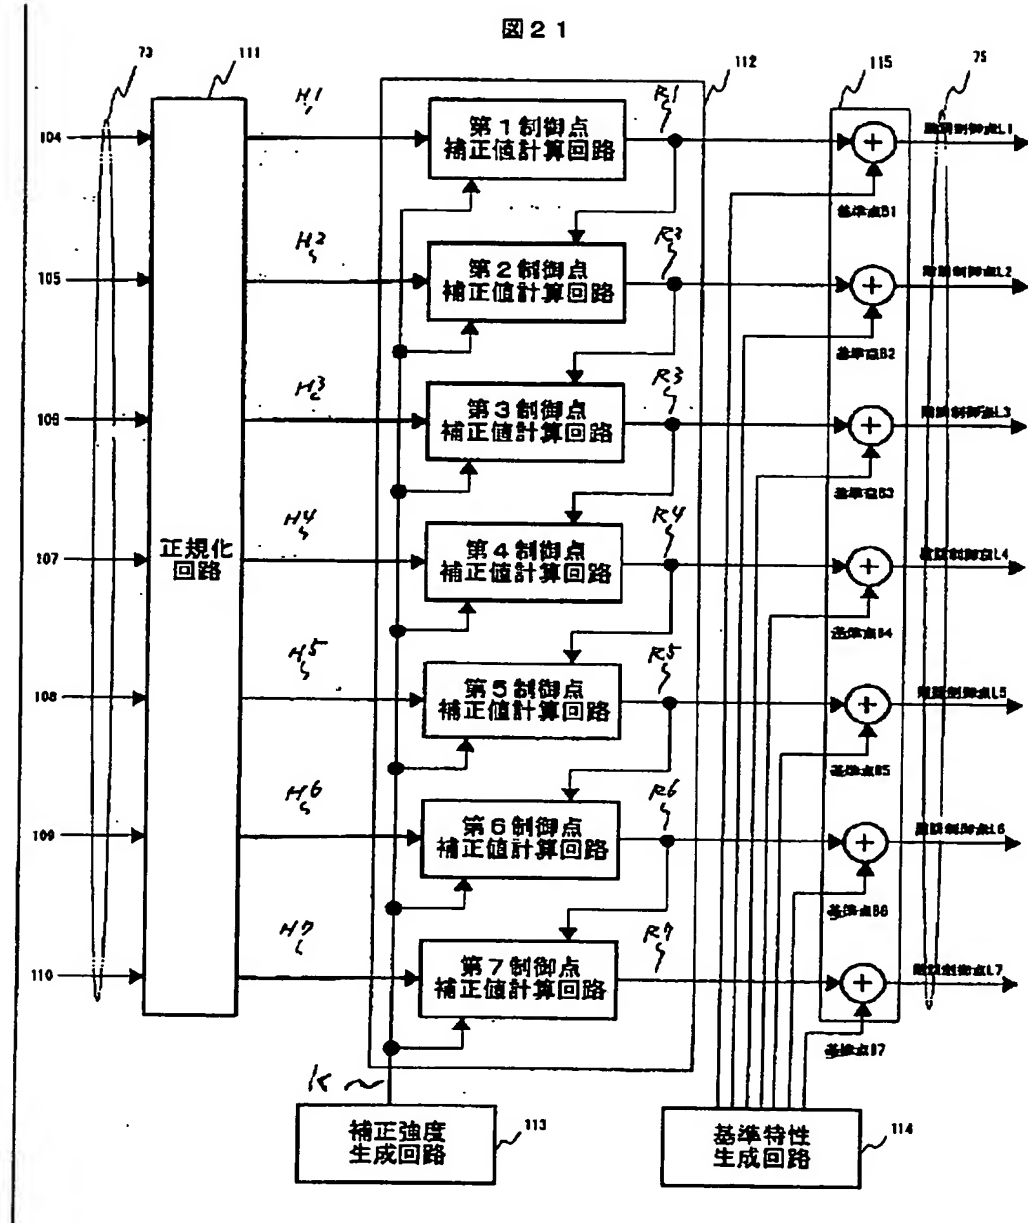 図21
73
111
112
115
75
H1
R1
104
第1制御点
補正値計算回路
階調制御点L1
基準点B1
H2
105
第2制御点
補正値計算回路
階調制御点L2
基準点B2
H3
R3
106
第3制御点
補正値計算回路
階調制御点L3
基準点B3
H4
R4
107
正規化
回路
第4制御点
補正値計算回路
階調制御点L4
基準点B4
H5
R5
108
第5制御点
補正値計算回路
階調制御点L5
基準点B5
H6
R6
109
第6制御点
補正値計算回路
階調制御点L6
基準点B6
H7
R7
110
第7制御点
補正値計算回路
階調制御点L7
基準点B7
K
補正強度
生成回路
113
基準特性
生成回路
114